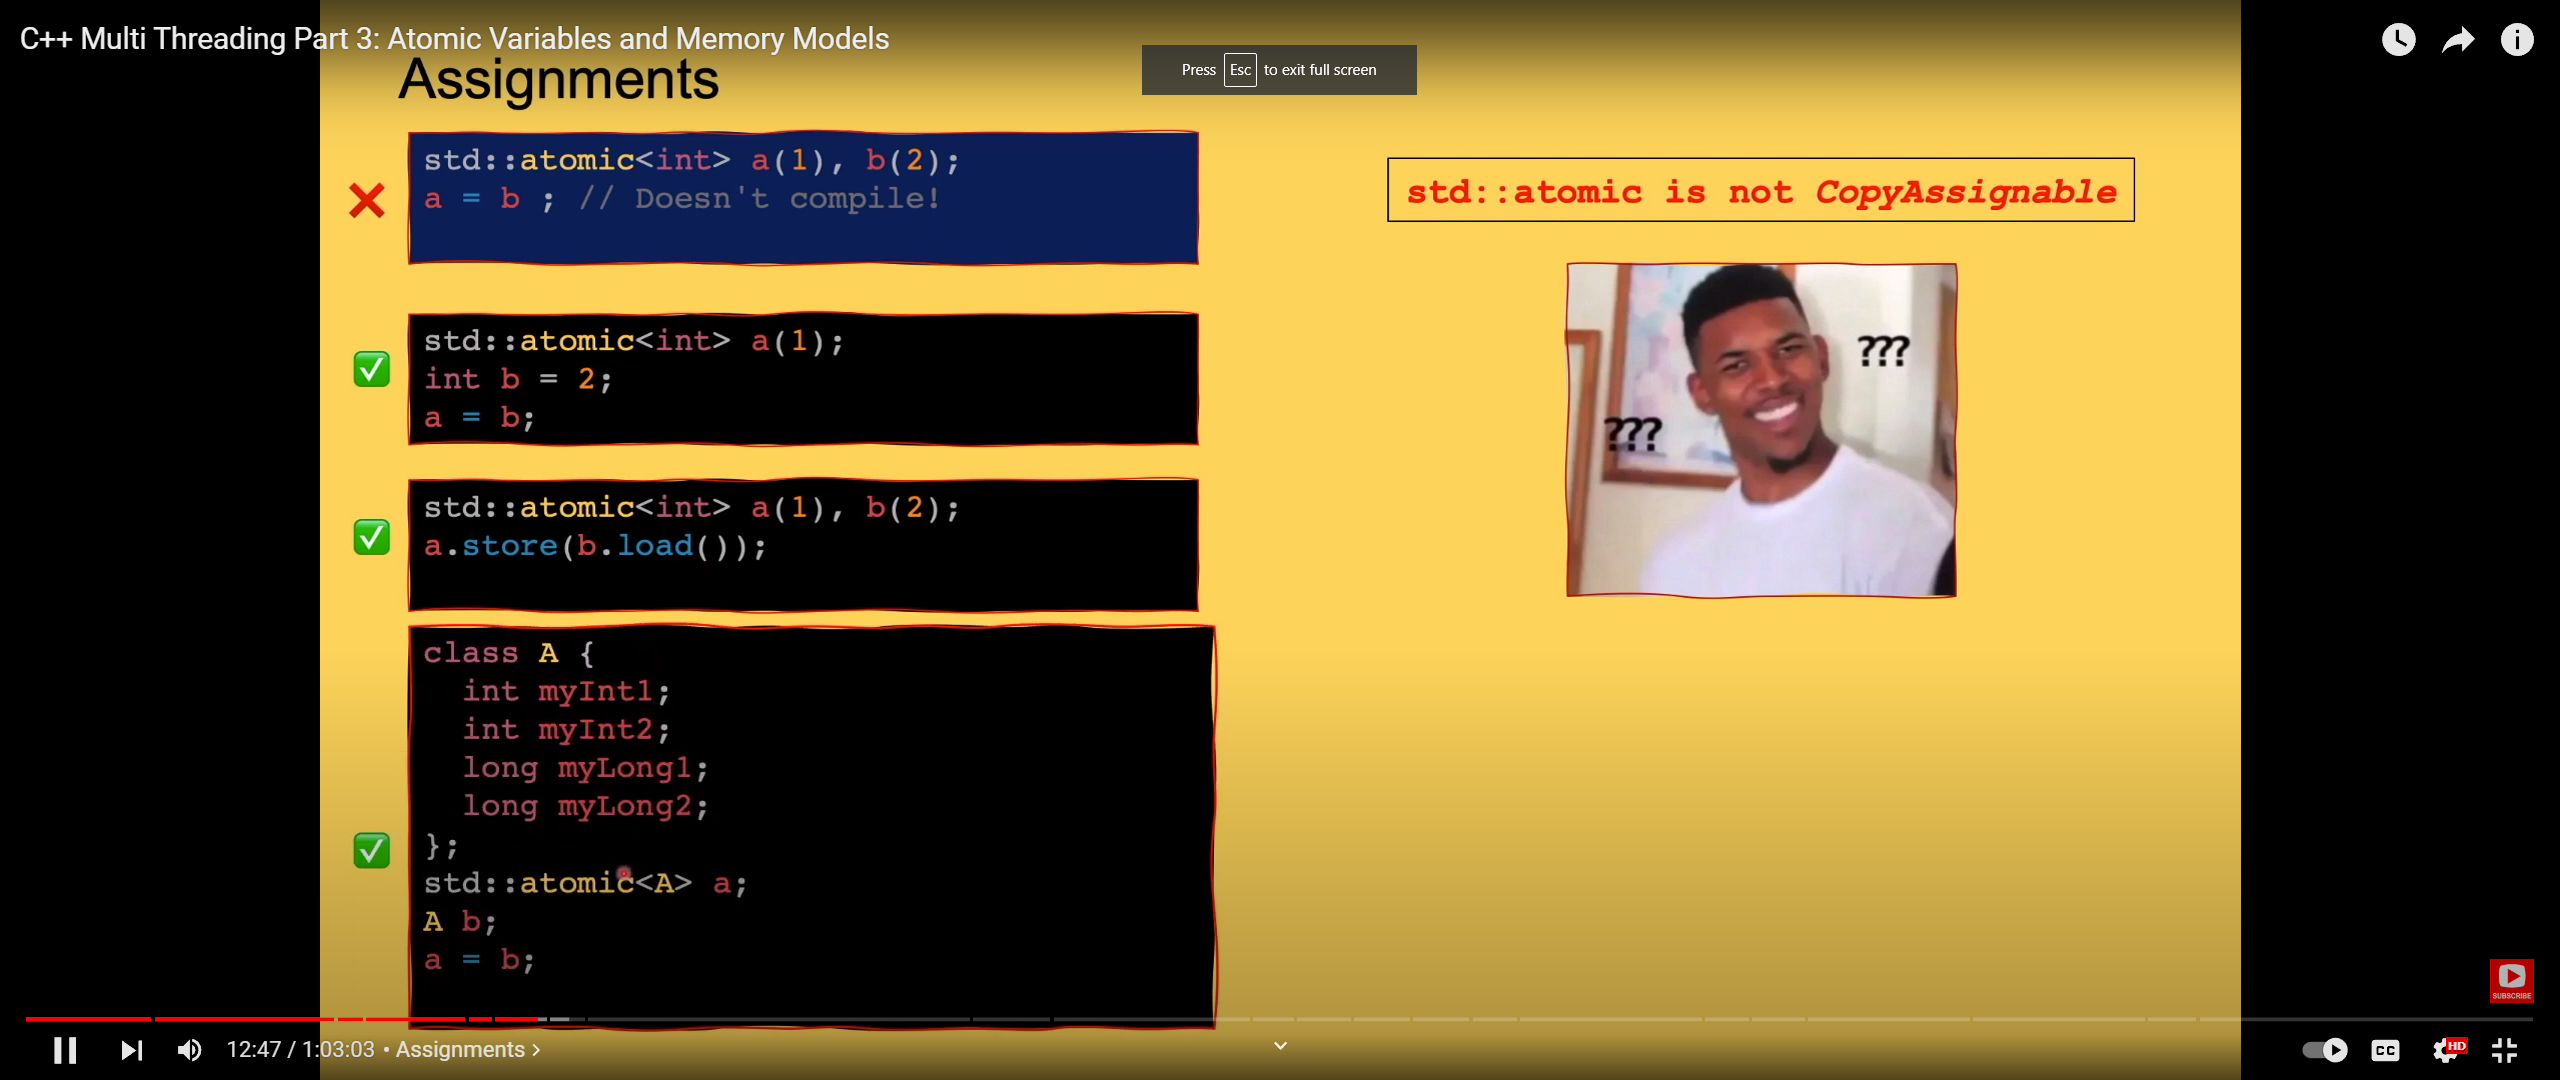 C++ Multi Threading Part 3: Atomic Variables and Memory Models
Press Esc to exit full screen
Assignments
std::atomic<int> a(1), b(2);
a = b ; // Doesn't compile!
std::atomic is not CopyAssignable
std::atomic<int> a(1);
int b = 2;
a = b;
???
???
std::atomic<int> a(1), b(2);
a.store(b.load());
class A {
int myInt1;
int myInt2;
long myLong1;
long myLong2;
};
std::atomic<A> a;
A b;
a = b;
SUBSCRIBE
12:47 / 1:03:03 • Assignments
CC
HD